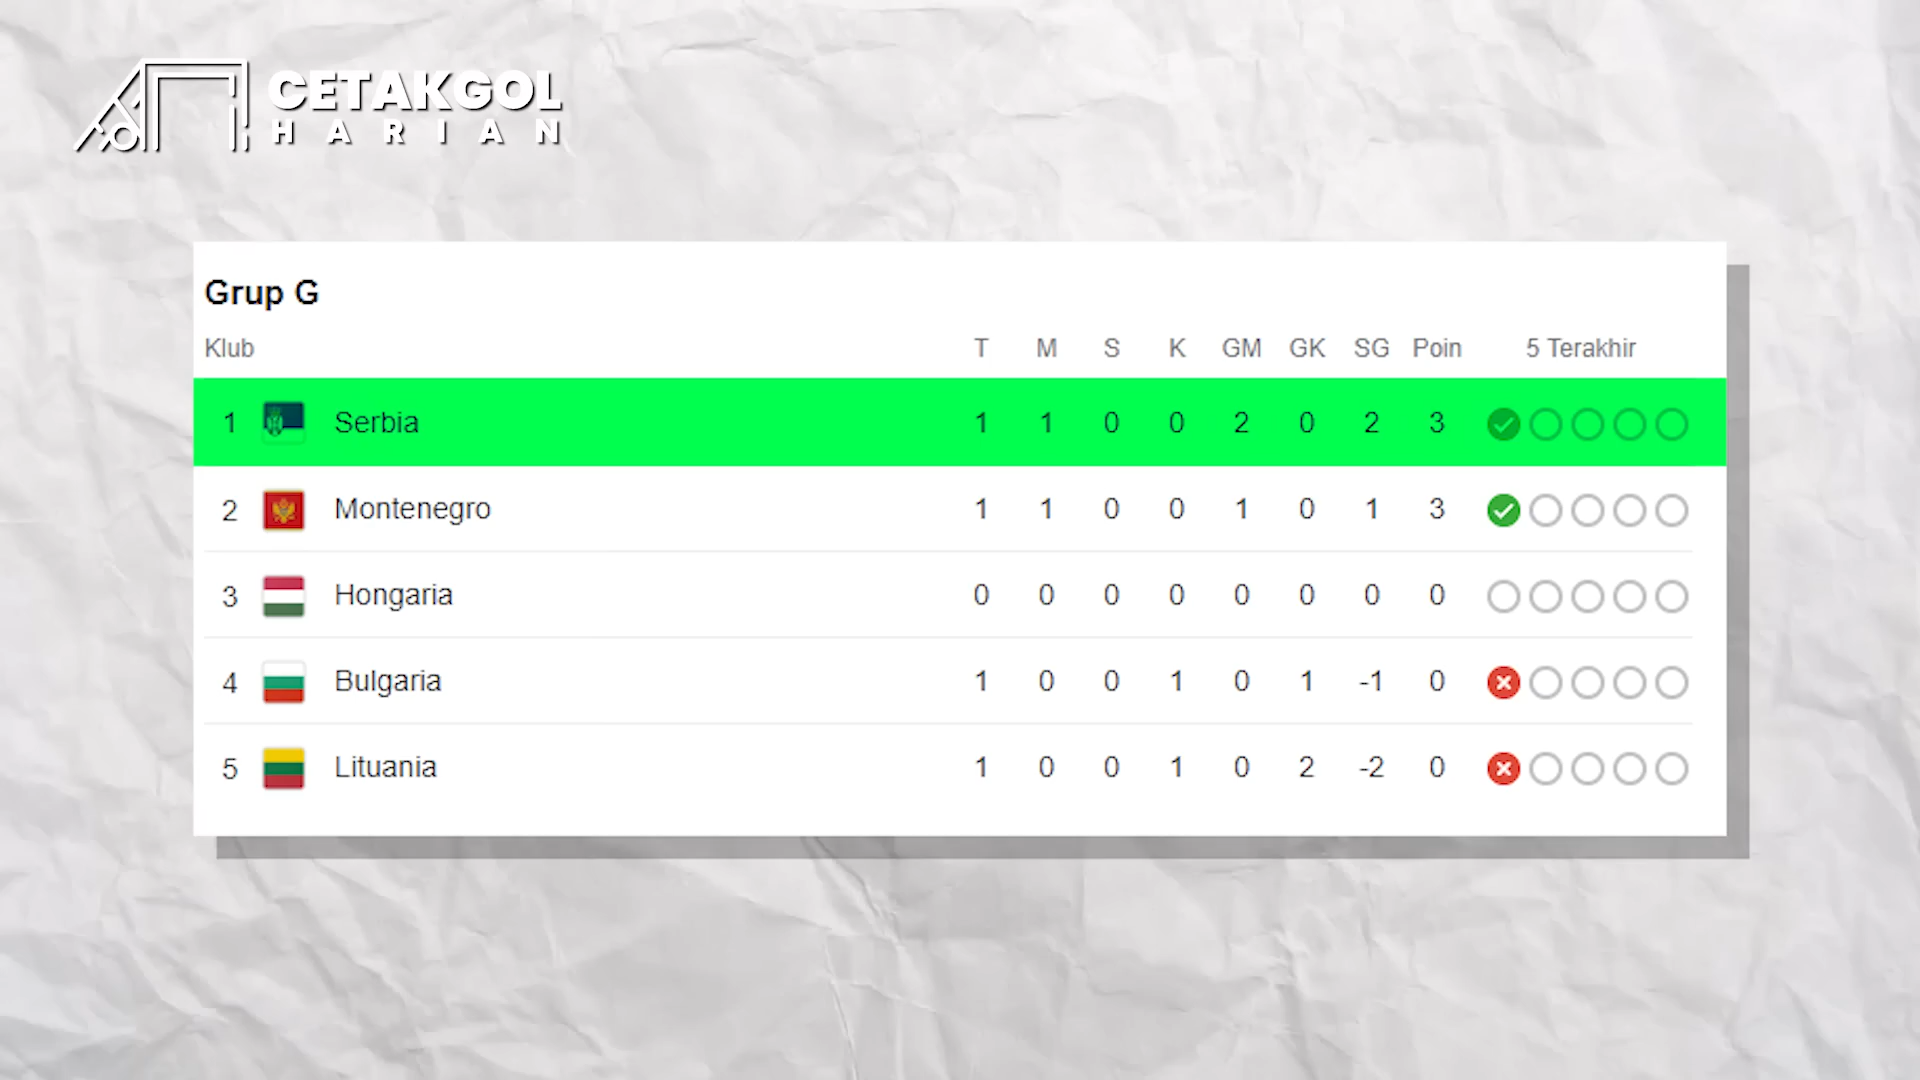 CETAKGOL
HARIAN
Grup G
Klub T M S K GM GK SG Poin 5 Terakhir
1 Serbia 1 1 0 0 2 0 2 3
2 Montenegro 1 1 0 0 1 0 1 3
3 Hongaria 0 0 0 0 0 0 0 0
4 Bulgaria 1 0 0 1 0 1 -1 0
5 Lituania 1 0 0 1 0 2 -2 0